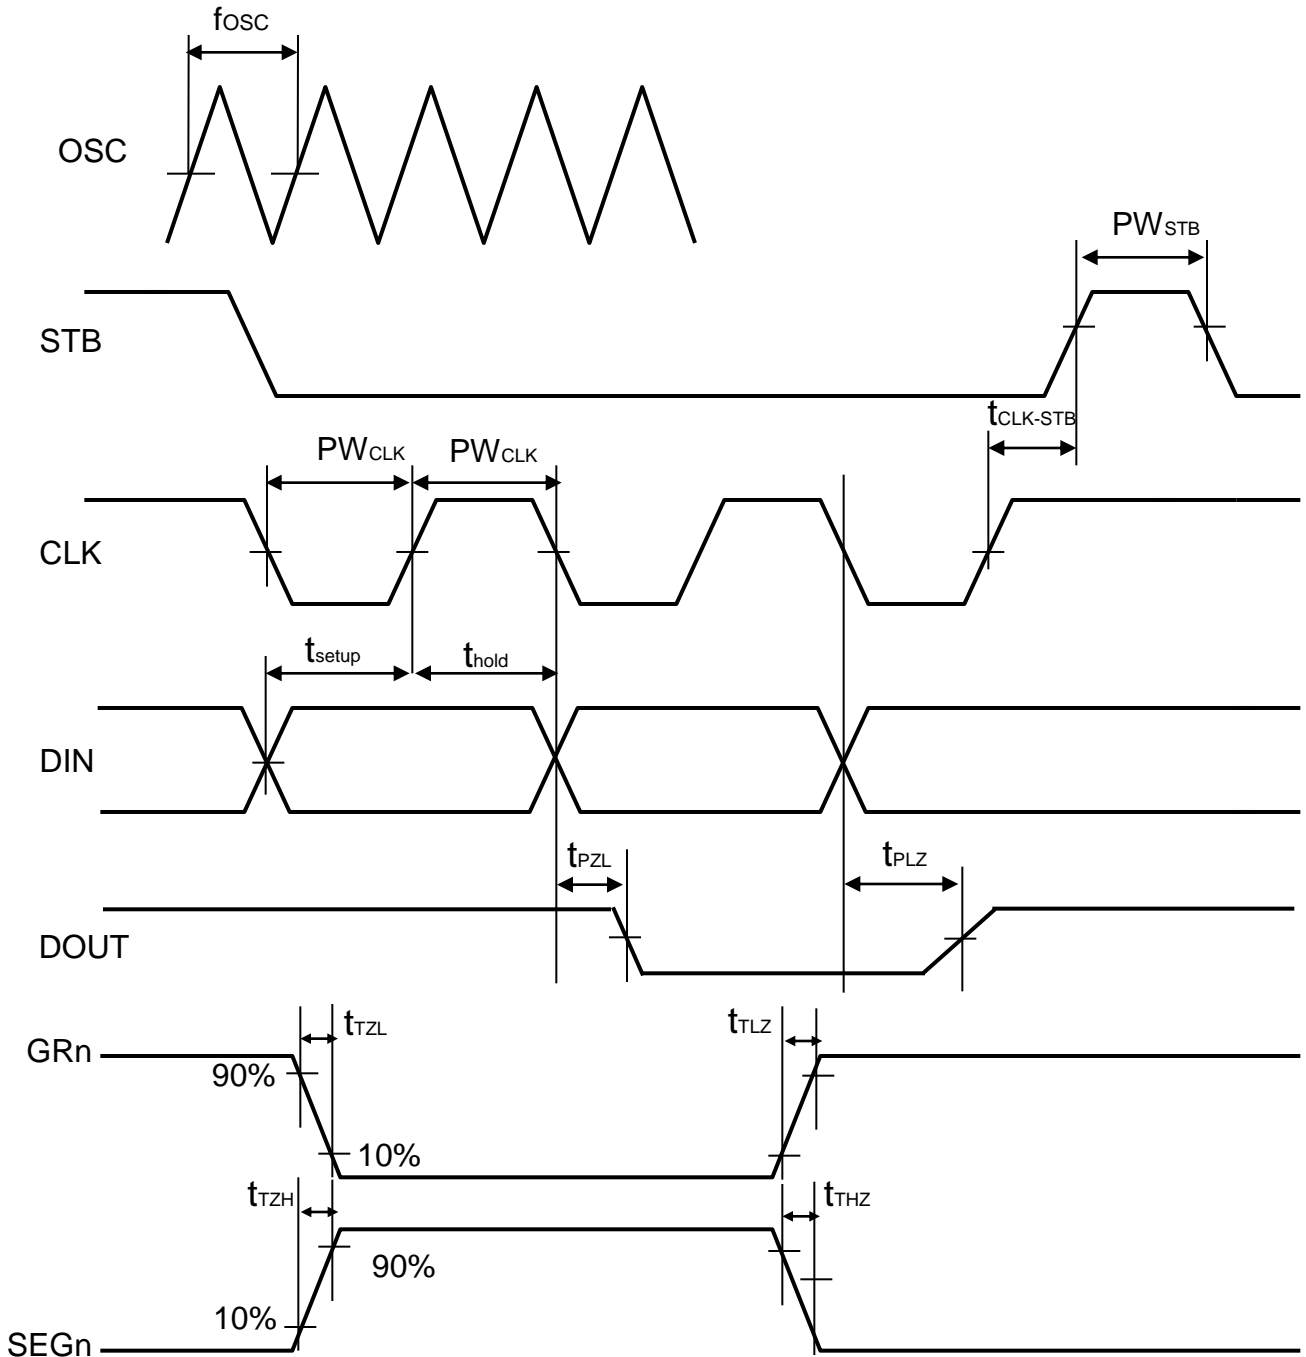 fOSC
OSC
PWSTB
STB
tCLK-STB
PWCLK PWCLK
CLK
tsetup thold
DIN
tPZL tPLZ
DOUT
tTZL tTLZ
GRn
90%
10%
tTZH tTHZ
90%
10%
SEGn